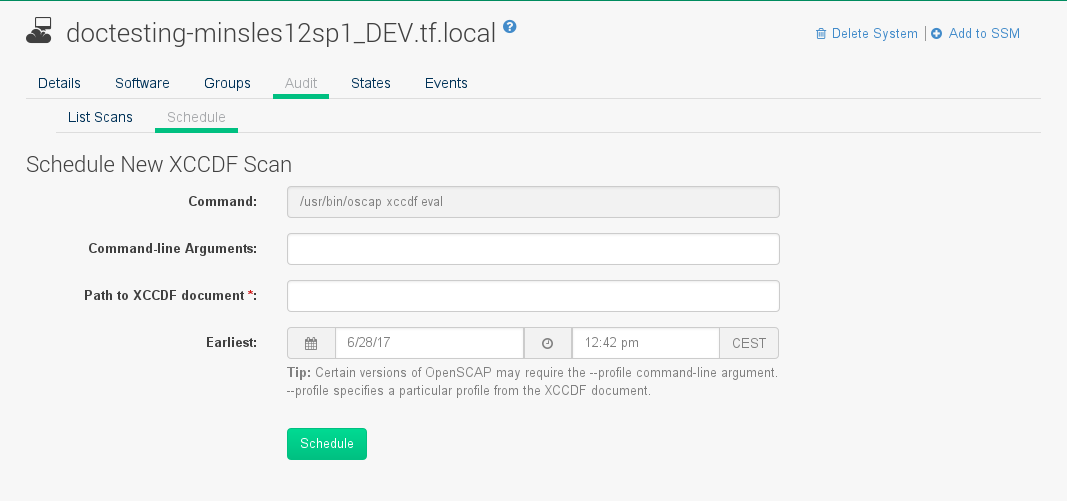 doctesting-minsles12sp1_DEV.tf.local ?
Delete System | Add to SSM
Details Software Groups Audit States Events
List Scans Schedule
Schedule New XCCDF Scan
Command: /usr/bin/oscap xccdf eval
Command-line Arguments:
Path to XCCDF document *:
Earliest: 6/28/17 12:42 pm CEST
Tip: Certain versions of OpenSCAP may require the --profile command-line argument.
--profile specifies a particular profile from the XCCDF document.
Schedule